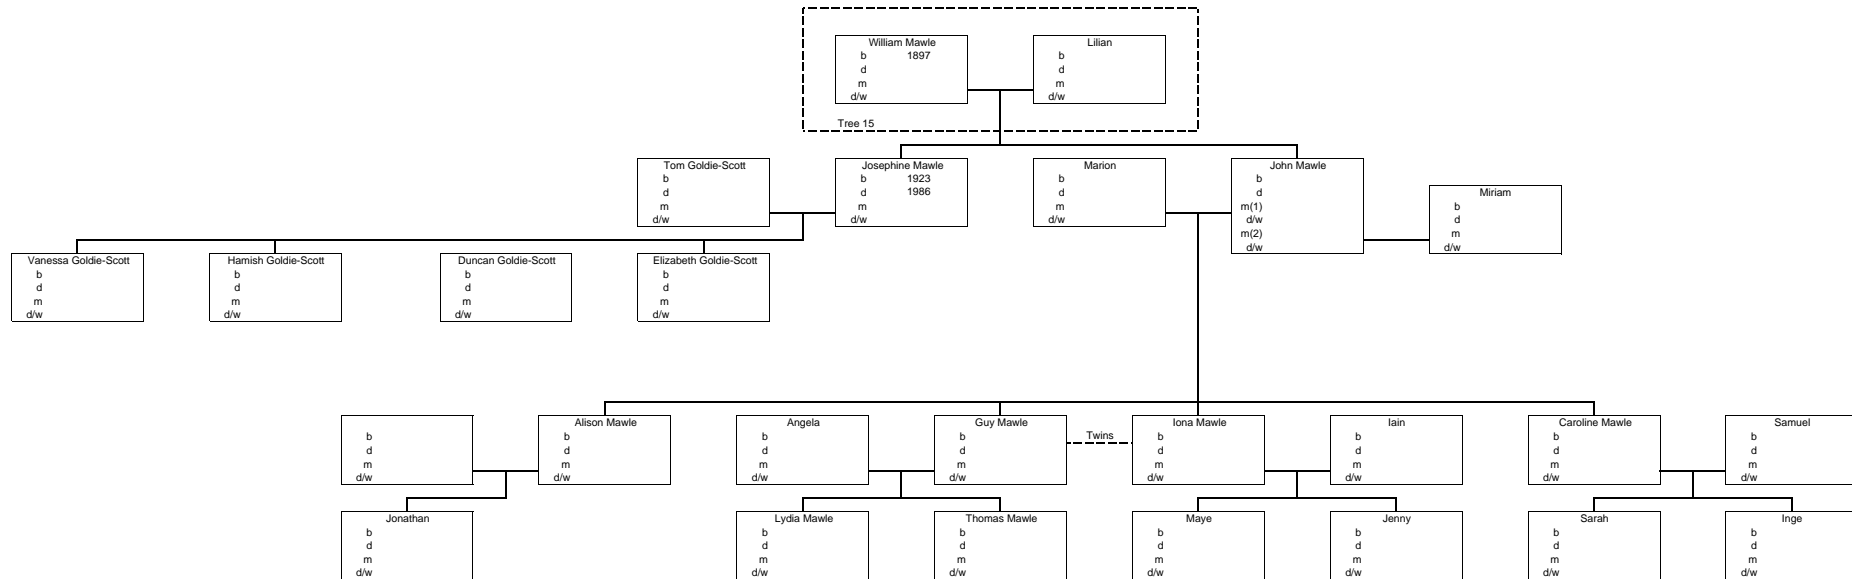 William Mawle Lilian
b 1897 b
d d
m m
d/w d/w
Tree 15
Tom Goldie-Scott Josephine Mawle Marion John Mawle
b b 1923 b b
d d 1986 d d
m m m m(1)
d/w d/w d/w d/w
m(2)
d/w
Miriam
b
d
m
d/w
Vanessa Goldie-Scott Hamish Goldie-Scott Duncan Goldie-Scott Elizabeth Goldie-Scott
b b b b
d d d d
m m m m
d/w d/w d/w d/w
Alison Mawle Angela Guy Mawle Iona Mawle Iain Caroline Mawle Samuel
b b b b Twins b b b b
d d d d d d d d
m m m m m m m m
d/w d/w d/w d/w d/w d/w d/w d/w
Jonathan Lydia Mawle Thomas Mawle Maye Jenny Sarah Inge
b b b b b b b
d d d d d d d
m m m m m m m
d/w d/w d/w d/w d/w d/w d/w